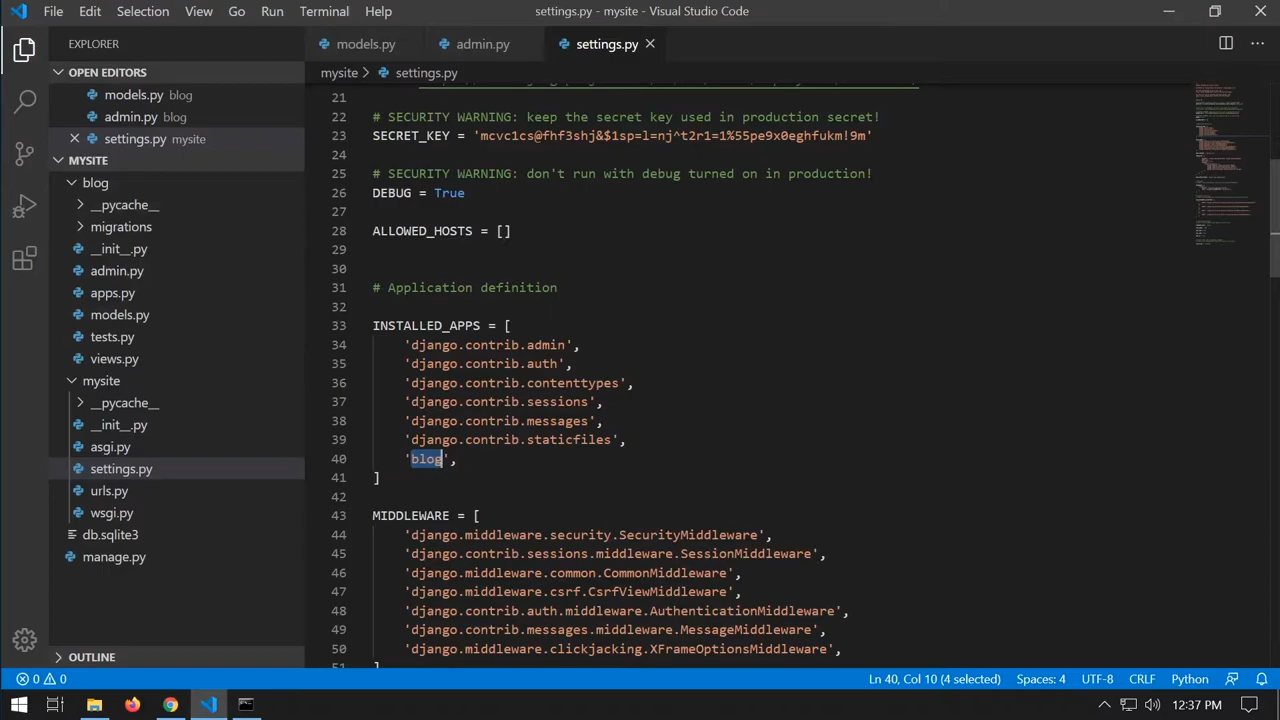 File Edit Selection View Go Run Terminal Help settings.py - mysite - Visual Studio Code
EXPLORER
OPEN EDITORS
models.py blog
admin.py blog
settings.py mysite
MYSITE
blog
__pycache__
migrations
__init__.py
admin.py
apps.py
models.py
tests.py
views.py
mysite
__pycache__
__init__.py
asgi.py
settings.py
urls.py
wsgi.py
db.sqlite3
manage.py
OUTLINE
models.py admin.py settings.py
mysite settings.py
21
22 # SECURITY WARNING: keep the secret key used in production secret!
23 SECRET_KEY = 'mcvc1cs@fhf3shj&$1sp=l=nj^t2r1=1%55pe9x0eghfukm!9m'
24
25 # SECURITY WARNING: don't run with debug turned on in production!
26 DEBUG = True
27
28 ALLOWED_HOSTS = []
29
30
31 # Application definition
32
33 INSTALLED_APPS = [
34 'django.contrib.admin',
35 'django.contrib.auth',
36 'django.contrib.contenttypes',
37 'django.contrib.sessions',
38 'django.contrib.messages',
39 'django.contrib.staticfiles',
40 'blog',
41 ]
42
43 MIDDLEWARE = [
44 'django.middleware.security.SecurityMiddleware',
45 'django.contrib.sessions.middleware.SessionMiddleware',
46 'django.middleware.common.CommonMiddleware',
47 'django.middleware.csrf.CsrfViewMiddleware',
48 'django.contrib.auth.middleware.AuthenticationMiddleware',
49 'django.contrib.messages.middleware.MessageMiddleware',
50 'django.middleware.clickjacking.XFrameOptionsMiddleware',
51 ]
0 0 Ln 40, Col 10 (4 selected) Spaces: 4 UTF-8 CRLF Python
12:37 PM